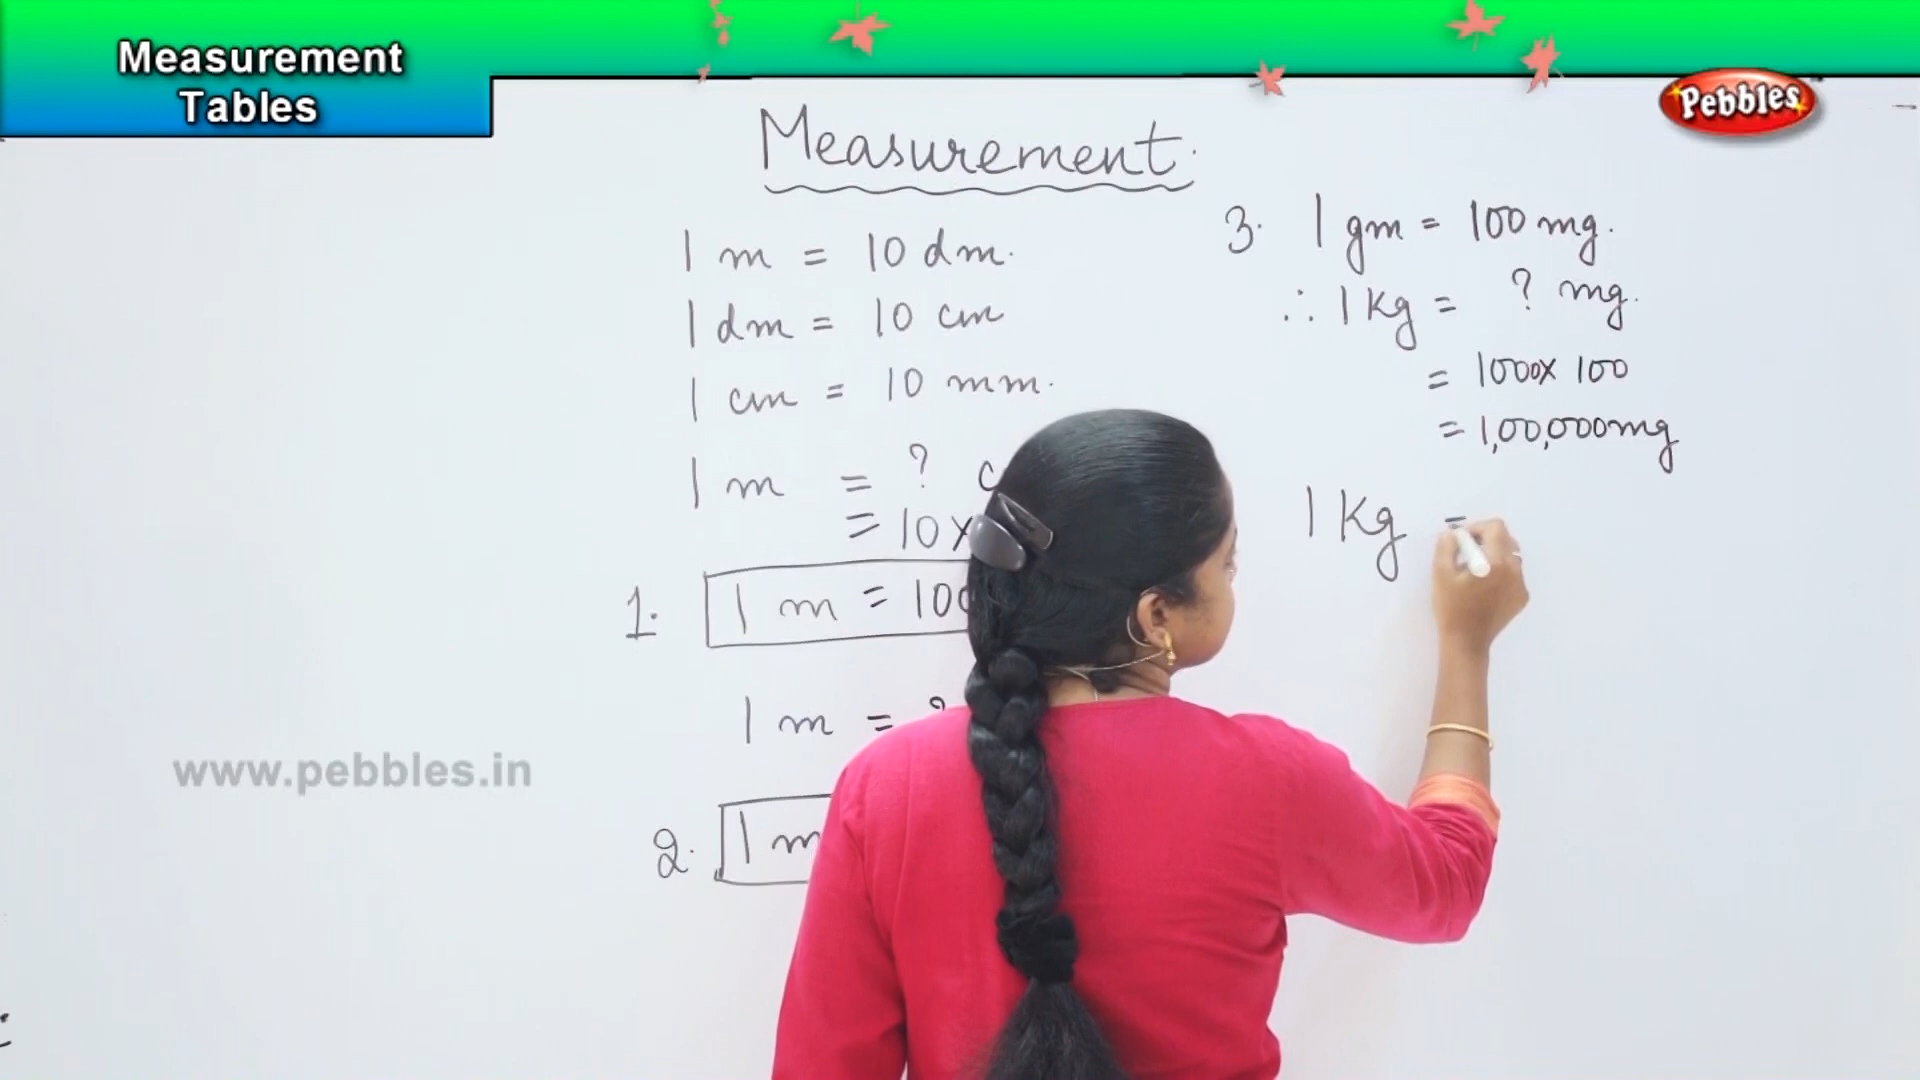 Measurement
Tables
Pebbles
Measurement.
1 m = 10 dm.
1 dm = 10 cm
1 cm = 10 mm.
1 m = ? c
= 10 x
1. 1 m = 100
1 m = ?
2. 1 m
3. 1 gm = 100 mg.
∴ 1 Kg = ? mg.
= 1000 x 100
= 1,00,000 mg
1 Kg =
www.pebbles.in